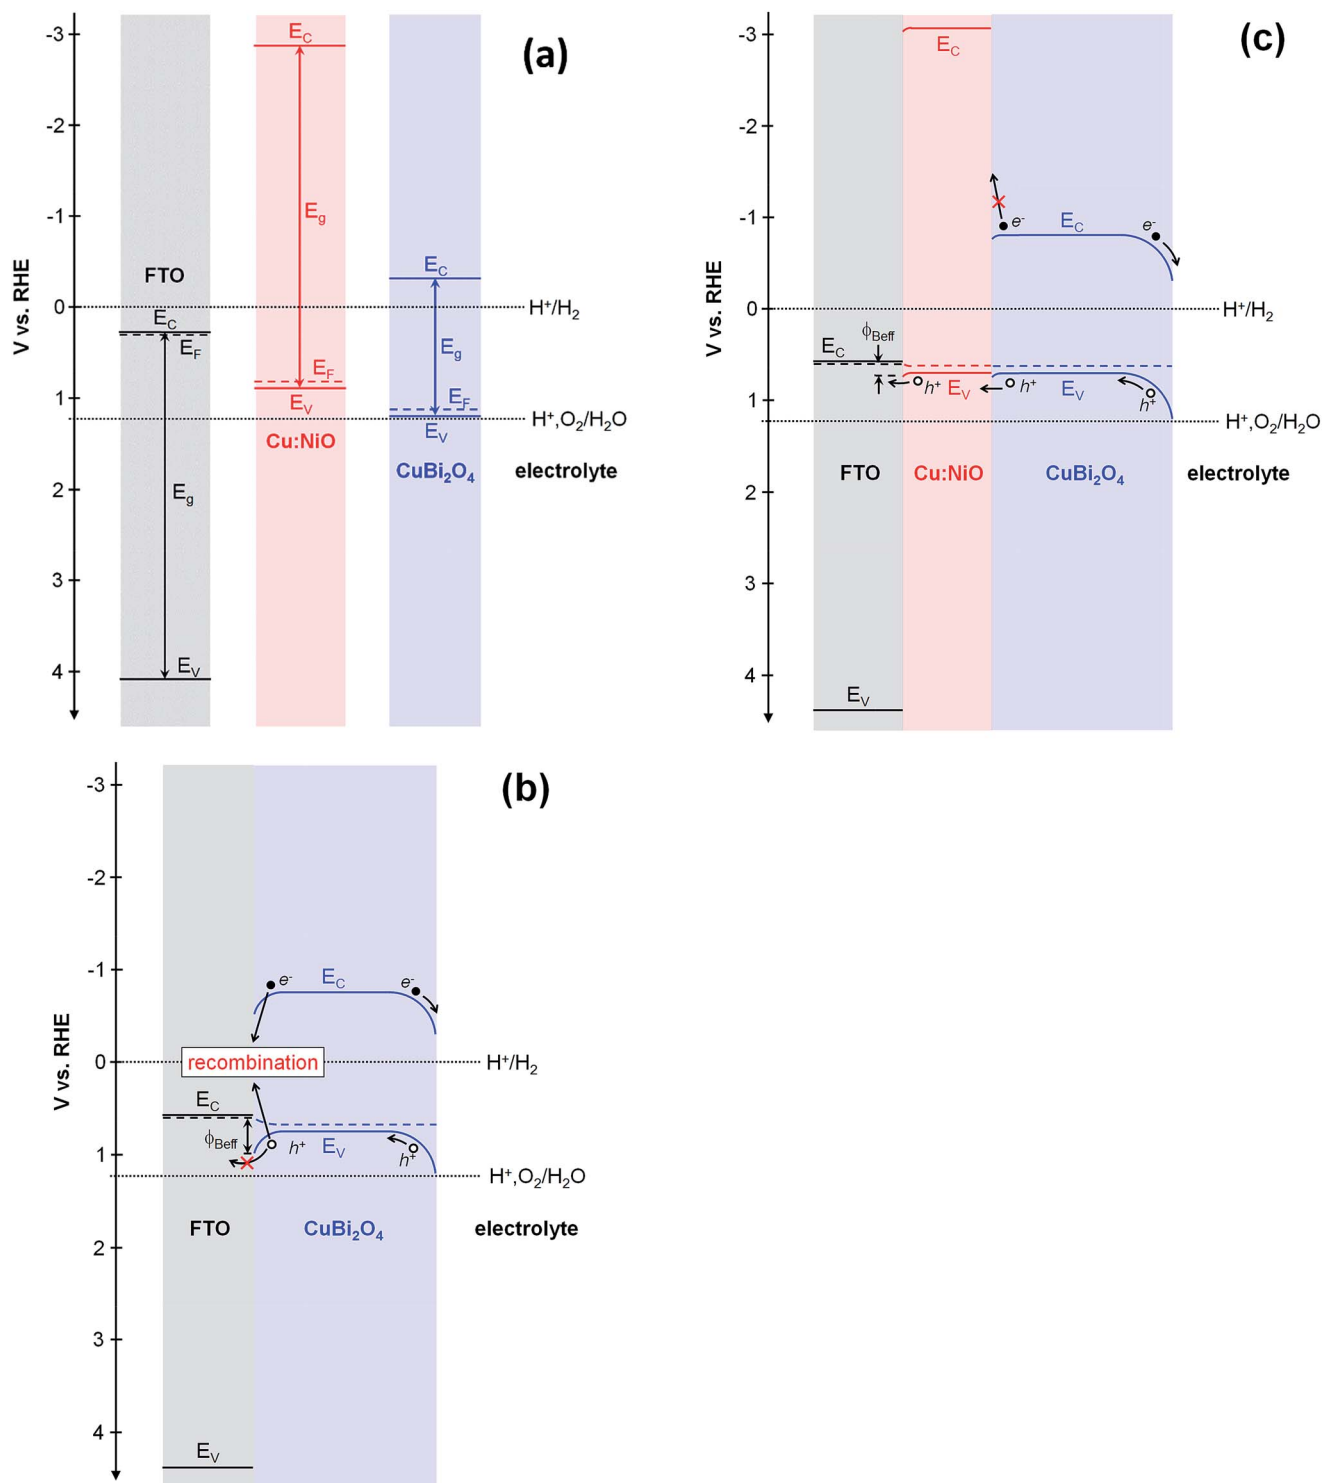 (a)
V vs. RHE
-3
-2
-1
0
1
2
3
4
FTO
E_C
E_F
E_g
E_V
E_C
E_g
E_F
E_V
Cu:NiO
E_C
E_g
E_F
E_V
CuBi₂O₄
H⁺/H₂
H⁺,O₂/H₂O
electrolyte
(c)
V vs. RHE
-3
-2
-1
0
1
2
3
4
E_C
e⁻
E_C
e⁻
H⁺/H₂
ϕ_Beff
E_C
h⁺
E_V
h⁺
E_V
h⁺
H⁺,O₂/H₂O
FTO
Cu:NiO
CuBi₂O₄
electrolyte
E_V
(b)
V vs. RHE
-3
-2
-1
0
1
2
3
4
e⁻
E_C
e⁻
recombination
H⁺/H₂
E_C
ϕ_Beff
h⁺
E_V
h⁺
H⁺,O₂/H₂O
FTO
CuBi₂O₄
electrolyte
E_V